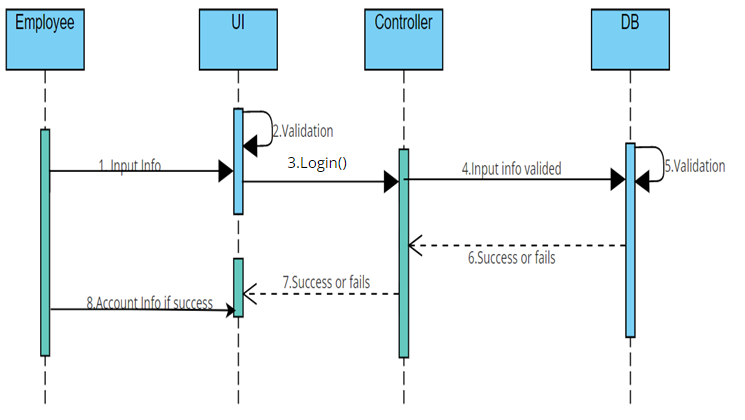 Employee
UI
Controller
DB
2.Validation
1. Input Info
3.Login()
4.Input info valided
5.Validation
6.Success or fails
7.Success or fails
8.Account Info if success